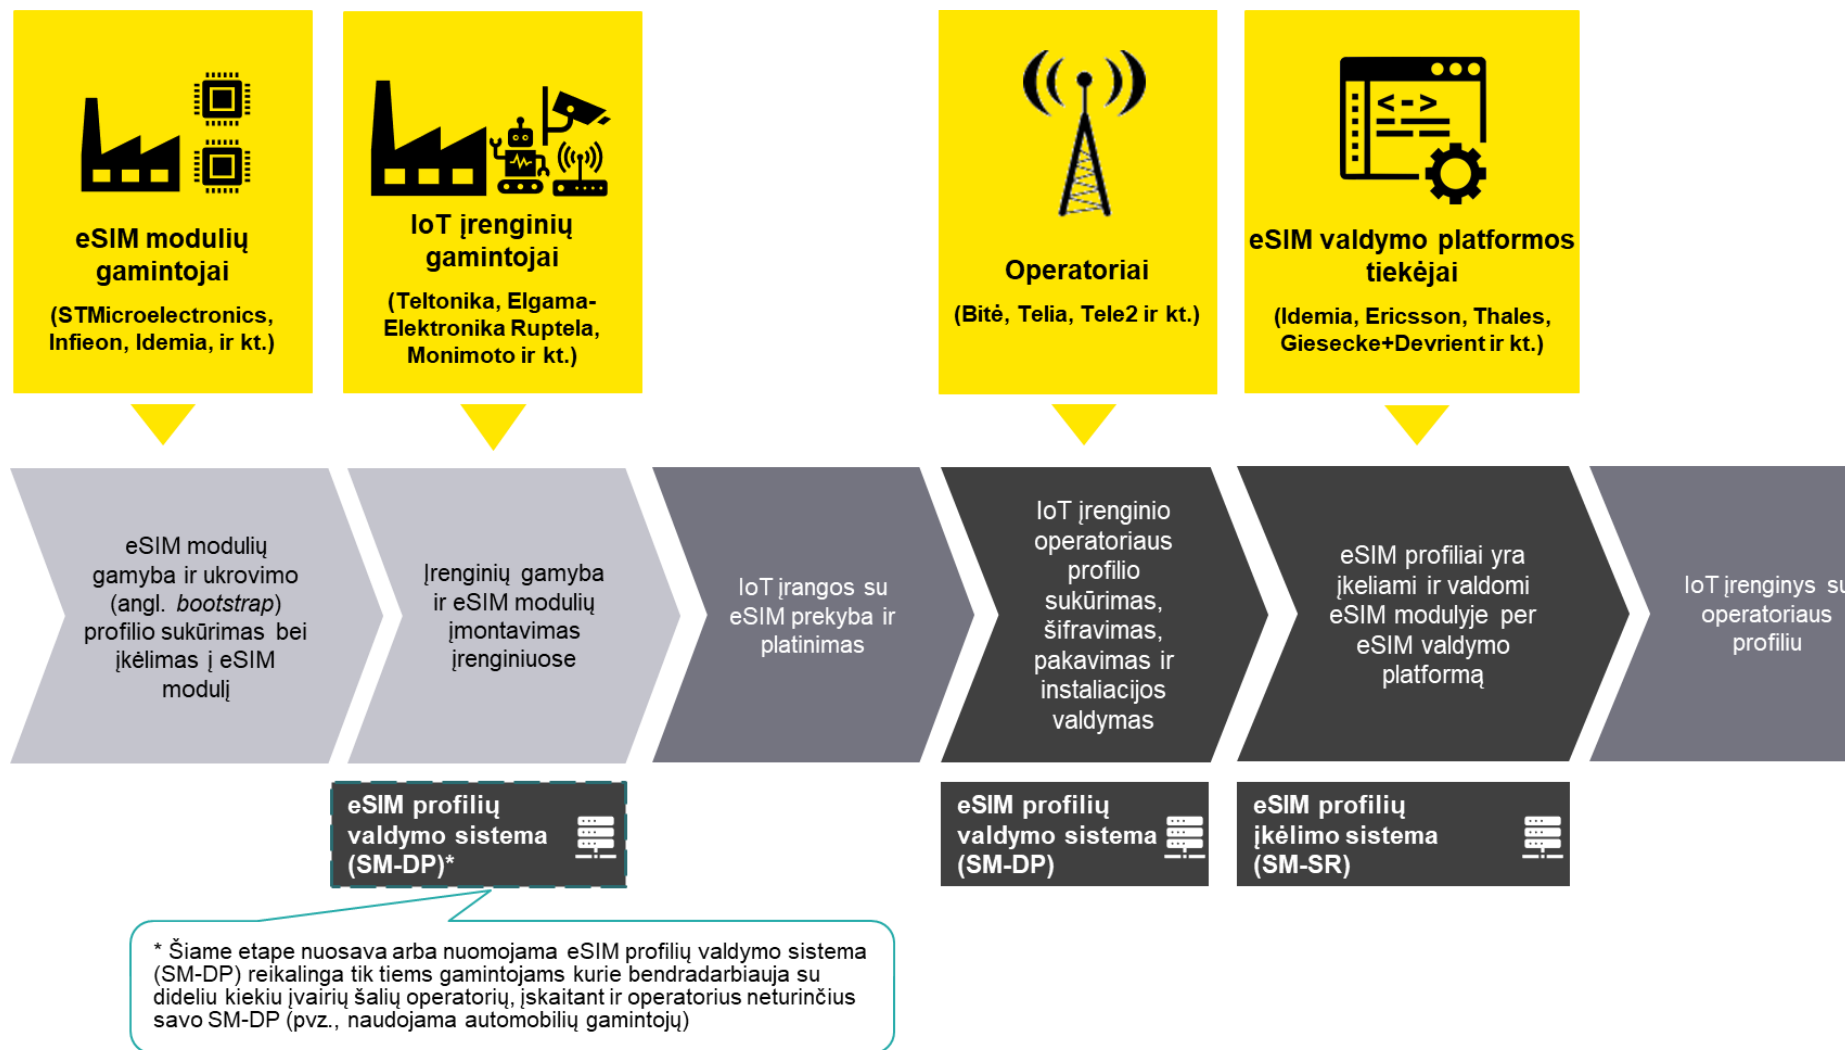 eSIM modulių
gamintojai
(STMicroelectronics,
Infieon, Idemia, ir kt.)
IoT įrenginių
gamintojai
(Teltonika, Elgama-
Elektronika Ruptela,
Monimoto ir kt.)
Operatoriai
(Bitė, Telia, Tele2 ir kt.)
eSIM valdymo platformos
tiekėjai
(Idemia, Ericsson, Thales,
Giesecke+Devrient ir kt.)
eSIM modulių
gamyba ir ukrovimo
(angl. bootstrap)
profilio sukūrimas bei
įkėlimas į eSIM
modulį
Įrenginių gamyba
ir eSIM modulių
įmontavimas
įrenginiuose
IoT įrangos su
eSIM prekyba ir
platinimas
IoT įrenginio
operatoriaus
profilio
sukūrimas,
šifravimas,
pakavimas ir
instaliacijos
valdymas
eSIM profiliai yra
įkeliami ir valdomi
eSIM modulyje per
eSIM valdymo
platformą
IoT įrenginys su
operatoriaus
profiliu
eSIM profilių
valdymo sistema
(SM-DP)*
eSIM profilių
valdymo sistema
(SM-DP)
eSIM profilių
įkėlimo sistema
(SM-SR)
* Šiame etape nuosava arba nuomojama eSIM profilių valdymo sistema
(SM-DP) reikalinga tik tiems gamintojams kurie bendradarbiauja su
dideliu kiekiu įvairių šalių operatorių, įskaitant ir operatorius neturinčius
savo SM-DP (pvz., naudojama automobilių gamintojų)